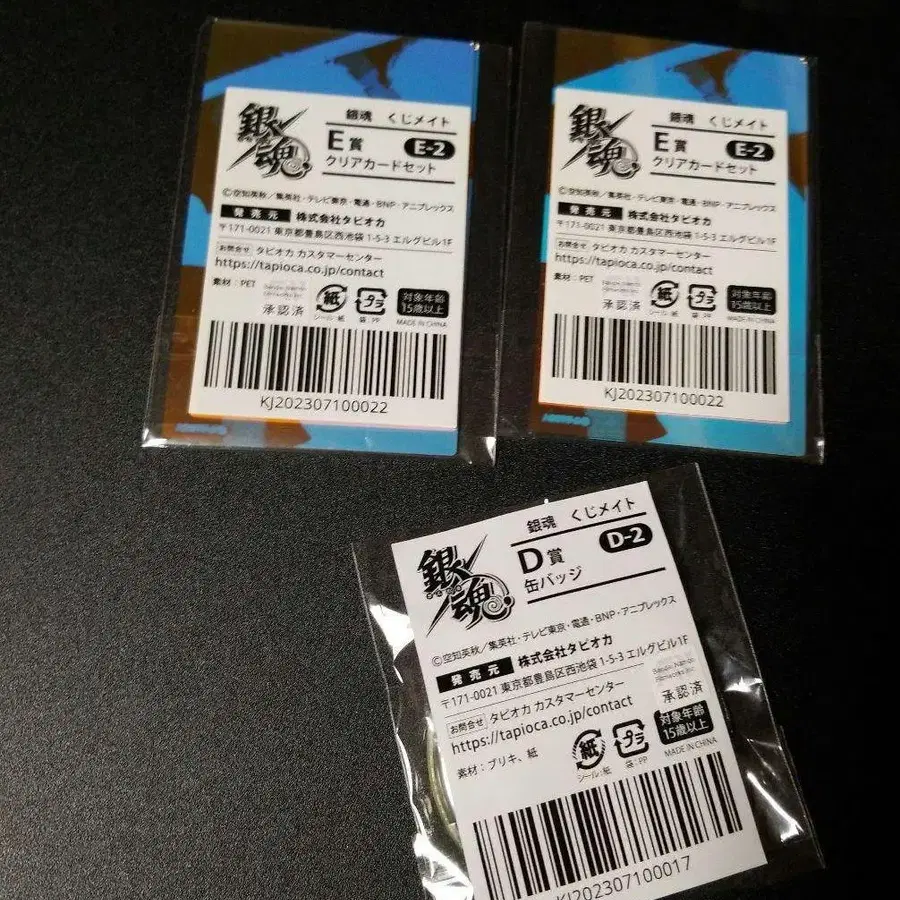 銀魂
銀魂 くじメイト
E賞 E-2
クリアカードセット
©空知英秋／集英社・テレビ東京・電通・BNP・アニプレックス
発売元 株式会社タピオカ
〒171-0021 東京都豊島区西池袋 1-5-3 エルグビル1F
お問合せ タピオカ カスタマーセンター
https://tapioca.co.jp/contact
素材：PET
承認済
紙
シール：紙
プラ
袋：PP
対象年齢
15歳以上
MADE IN CHINA
KJ202307100022
銀魂
銀魂 くじメイト
E賞 E-2
クリアカードセット
©空知英秋／集英社・テレビ東京・電通・BNP・アニプレックス
発売元 株式会社タピオカ
〒171-0021 東京都豊島区西池袋 1-5-3 エルグビル1F
お問合せ タピオカ カスタマーセンター
https://tapioca.co.jp/contact
素材：PET
承認済
紙
シール：紙
プラ
袋：PP
対象年齢
15歳以上
MADE IN CHINA
KJ202307100022
銀魂
銀魂 くじメイト
D賞 D-2
缶バッジ
©空知英秋／集英社・テレビ東京・電通・BNP・アニプレックス
発売元 株式会社タピオカ
〒171-0021 東京都豊島区西池袋 1-5-3 エルグビル1F
お問合せ タピオカ カスタマーセンター
https://tapioca.co.jp/contact
素材：ブリキ、紙
承認済
紙
シール：紙
プラ
袋：PP
対象年齢
15歳以上
MADE IN CHINA
KJ202307100017